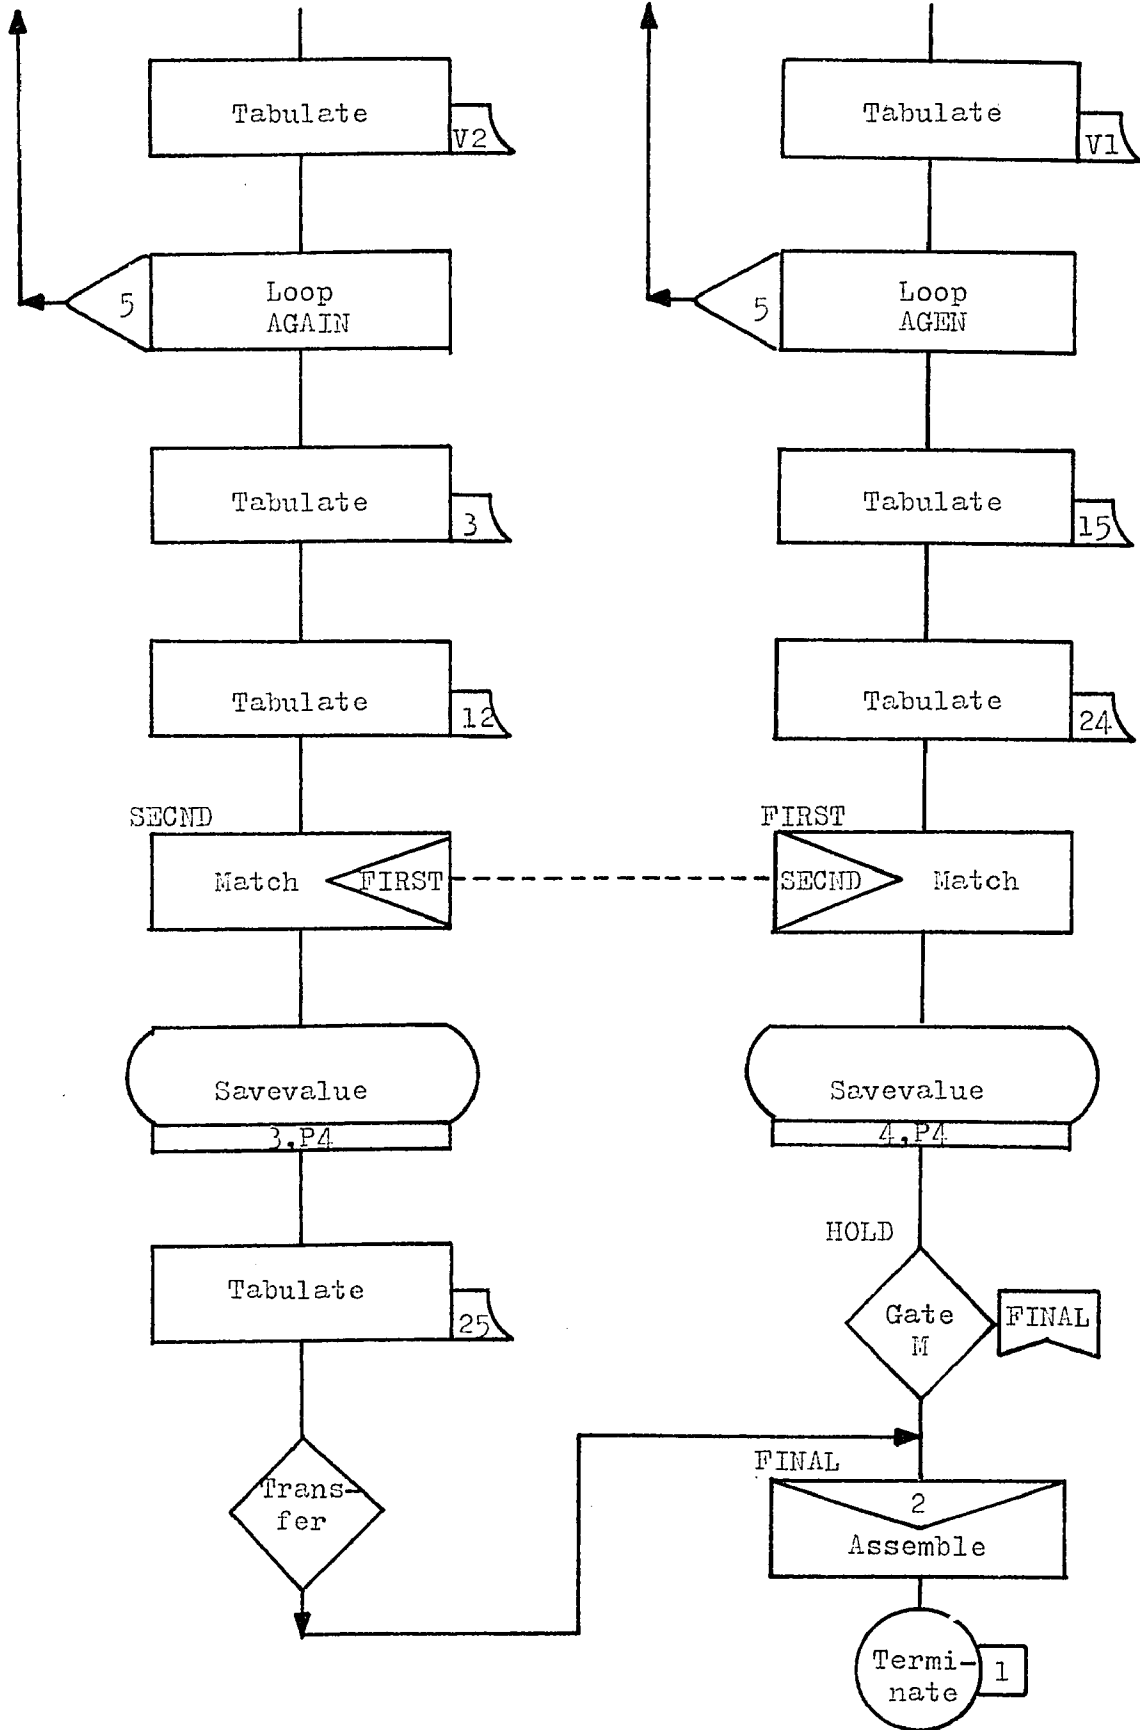 Tabulate
V2
Loop
AGAIN
5
Tabulate
3
Tabulate
12
SECND
Match
FIRST
Savevalue
3,P4
Tabulate
25
Trans-
fer
Tabulate
V1
Loop
AGEN
5
Tabulate
15
Tabulate
24
FIRST
SECND
Match
Savevalue
4,P4
HOLD
Gate
M
FINAL
FINAL
2
Assemble
Termi-
nate
1